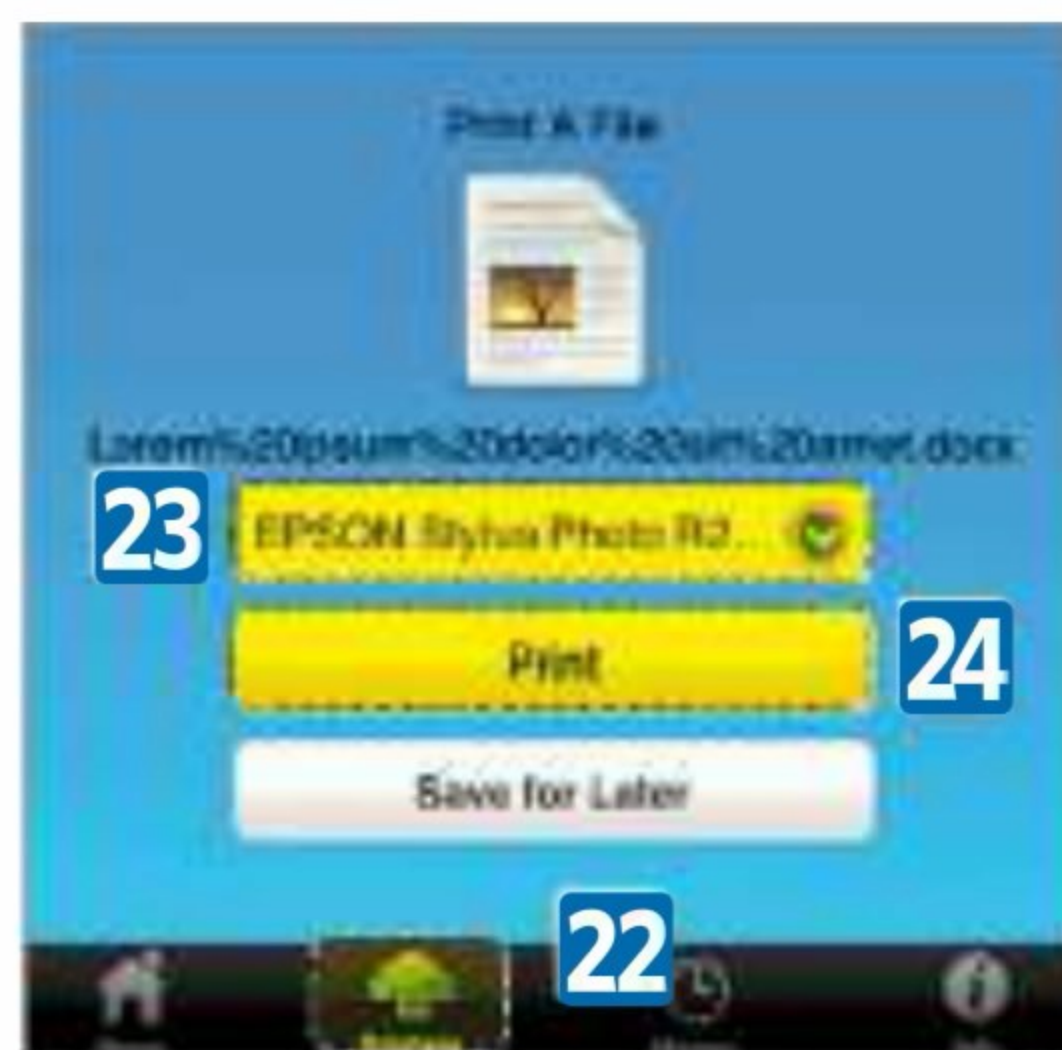 Print A File
Lorem%20ipsum%20dolor%20sit%20amet.docx
23
EPSON Stylus Photo R2...
Print
24
Save for Later
22